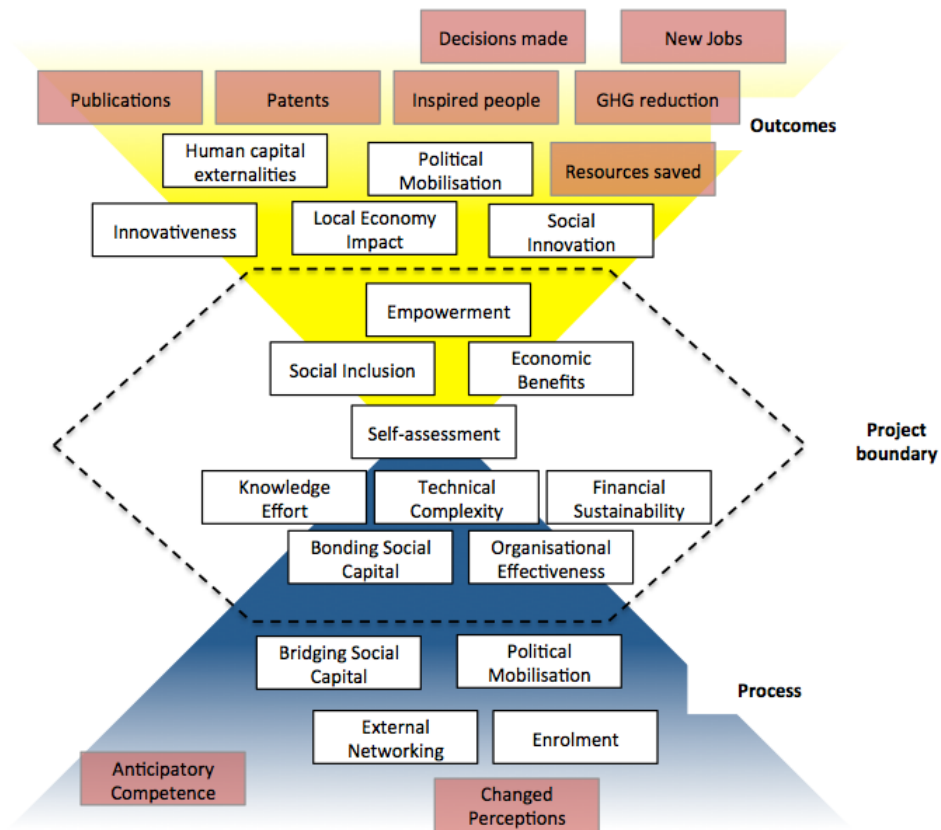 Decisions made
New Jobs
Publications
Patents
Inspired people
GHG reduction
Outcomes
Human capital
externalities
Political
Mobilisation
Resources saved
Innovativeness
Local Economy
Impact
Social
Innovation
Empowerment
Social Inclusion
Economic
Benefits
Self-assessment
Project
boundary
Knowledge
Effort
Technical
Complexity
Financial
Sustainability
Bonding Social
Capital
Organisational
Effectiveness
Bridging Social
Capital
Political
Mobilisation
Process
External
Networking
Enrolment
Anticipatory
Competence
Changed
Perceptions